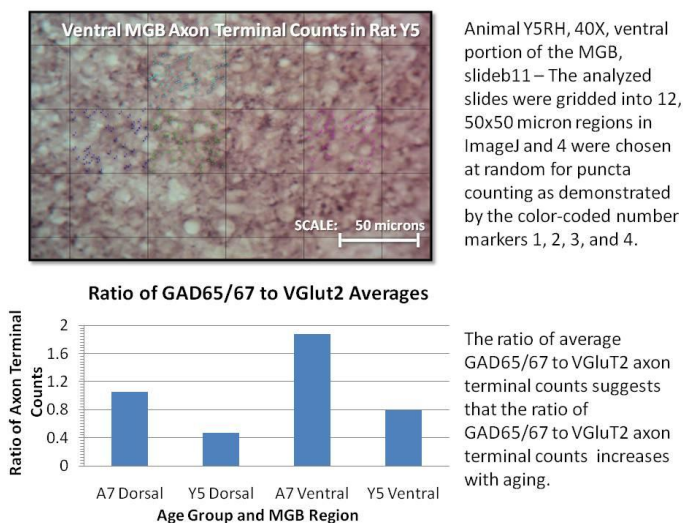 Ventral MGB Axon Terminal Counts in Rat Y5
SCALE: 50 microns
Animal Y5RH, 40X, ventral
portion of the MGB,
slideb11 – The analyzed
slides were gridded into 12,
50x50 micron regions in
ImageJ and 4 were chosen
at random for puncta
counting as demonstrated
by the color-coded number
markers 1, 2, 3, and 4.
Ratio of GAD65/67 to VGlut2 Averages
Ratio of Axon Terminal
Counts
2
1.6
1.2
0.8
0.4
0
A7 Dorsal Y5 Dorsal A7 Ventral Y5 Ventral
Age Group and MGB Region
The ratio of average
GAD65/67 to VGluT2 axon
terminal counts suggests
that the ratio of
GAD65/67 to VGluT2 axon
terminal counts increases
with aging.